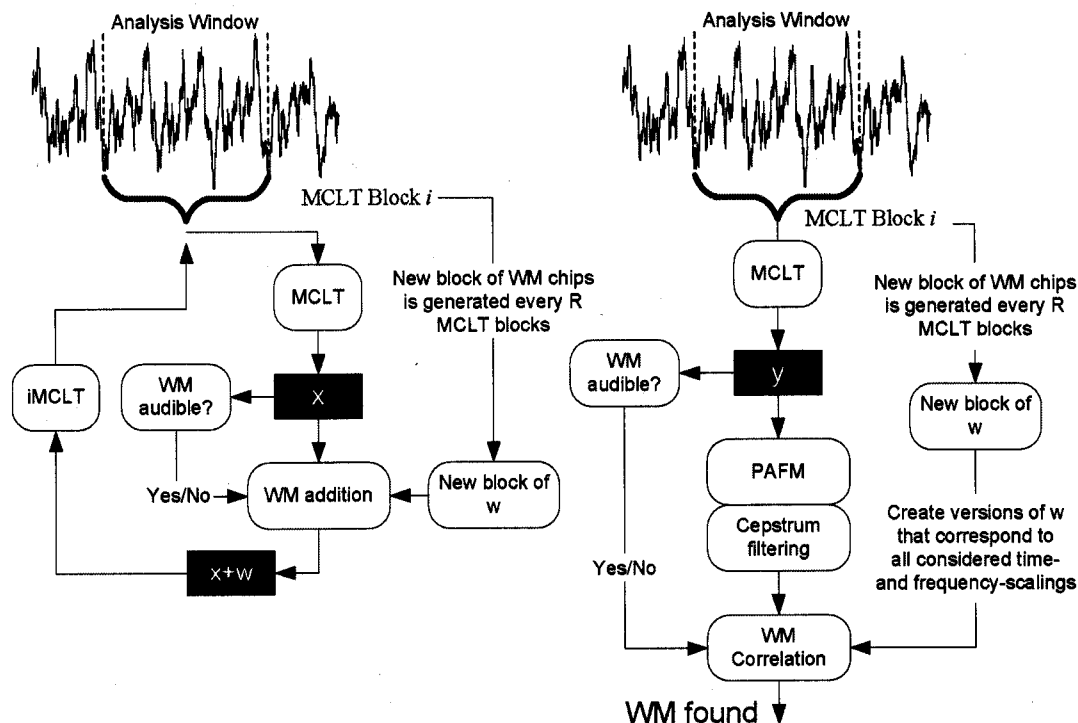 Analysis Window
MCLT Block i
MCLT
New block of WM chips
is generated every R
MCLT blocks
iMCLT
WM
audible?
x
Yes/No
WM addition
New block of
w
x+w
Analysis Window
MCLT Block i
MCLT
New block of WM chips
is generated every R
MCLT blocks
WM
audible?
y
New block of
w
PAFM
Cepstrum
filtering
Create versions of w
that correspond to
all considered time-
and frequency-scalings
Yes/No
WM
Correlation
WM found